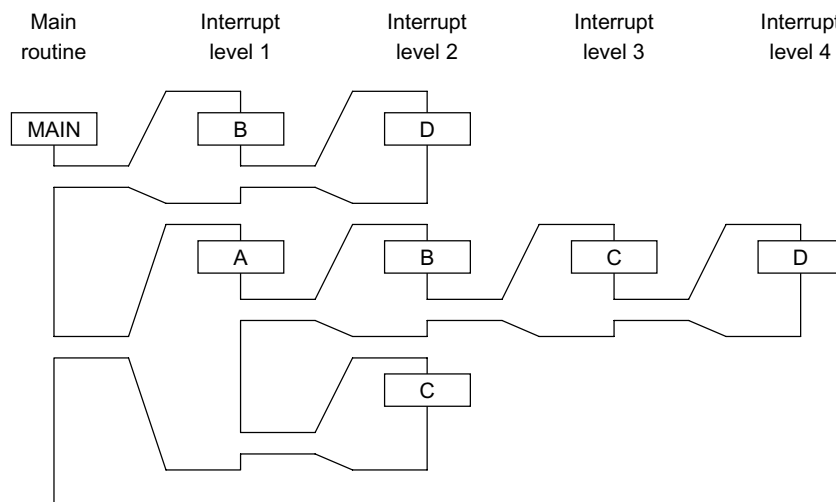 Main routine
Interrupt level 1
Interrupt level 2
Interrupt level 3
Interrupt level 4
MAIN
B
D
A
B
C
D
C